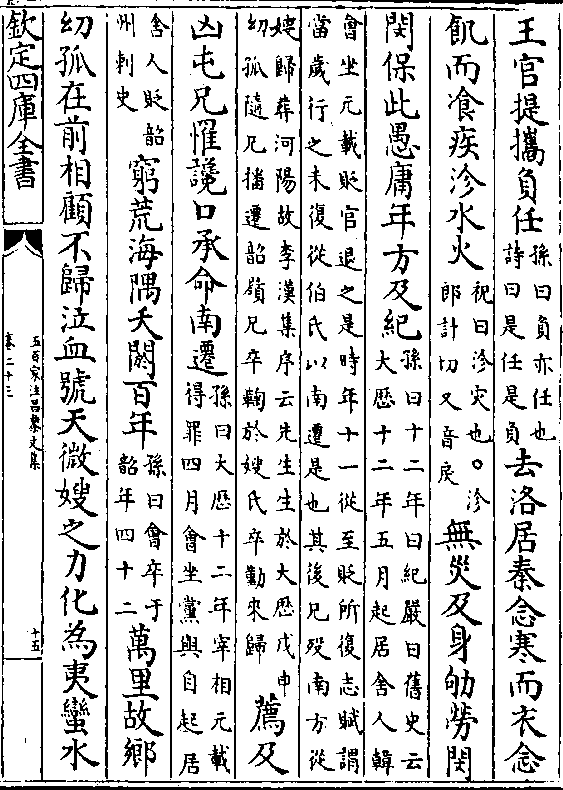 王官提攜負任孫曰負亦任也
詩曰是任是負去洛居秦念寒而衣念
飢而飡疾沴水火祝曰沴灾也。沴
郎計切又音戾無災及身劬勞閔
閔保此愚庸年方及紀孫曰十二年曰紀嚴曰舊史云
大歴十二年五月起居舍人韓
會坐元載貶官退之是時年十一從至貶所復志賦謂
當歲行之未復從伯氏以南遷是也其後兄殁南方從
嫂歸葬河陽故李漢集序云先生生於大歴戊申
幼孤隨兄播遷韶嶺兄卒鞠於嫂氏卒勤來歸薦及
凶屯兄罹讒口承命南遷孫曰大歴十二年宰相元載
得罪四月會坐黨與自起居
舍人貶韶
州刺史窮荒海隅夭閼百年孫曰會卒于
韶年四十二萬里故鄉
幼孤在前相顧不歸泣血號天微嫂之力化為夷蠻水
欽定四庫全書
五百家注昌黎文集
卷二十三
十五